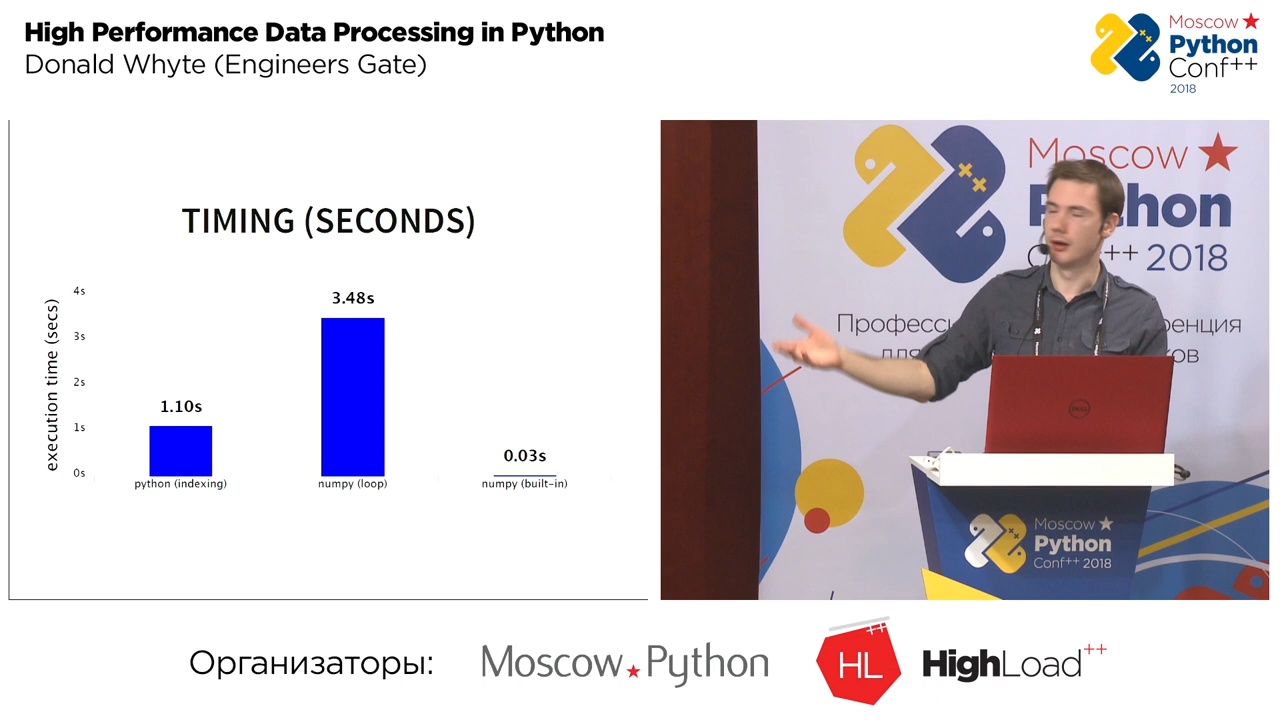 High Performance Data Processing in Python
Donald Whyte (Engineers Gate)
Moscow
Python
Conf++
2018
TIMING (SECONDS)
execution time (secs)
4s
3s
2s
1s
0s
1.10s
3.48s
0.03s
python (indexing)
numpy (loop)
numpy (built-in)
Moscow
2018
DELL
Moscow
Python
Conf++ 2018
Организаторы:
Moscow Python
HL++
HighLoad++